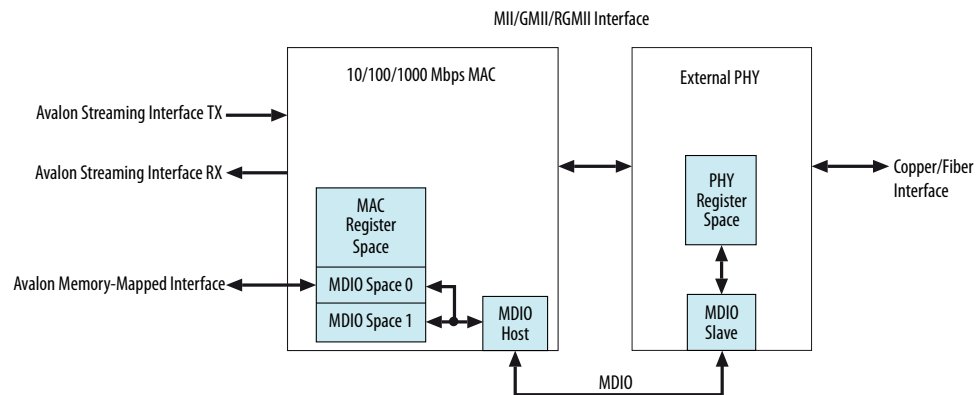 MII/GMII/RGMII Interface
10/100/1000 Mbps MAC
External PHY
Avalon Streaming Interface TX
Avalon Streaming Interface RX
Copper/Fiber
Interface
PHY
Register
Space
MAC
Register
Space
Avalon Memory-Mapped Interface
MDIO Space 0
MDIO Space 1
MDIO
Host
MDIO
Slave
MDIO